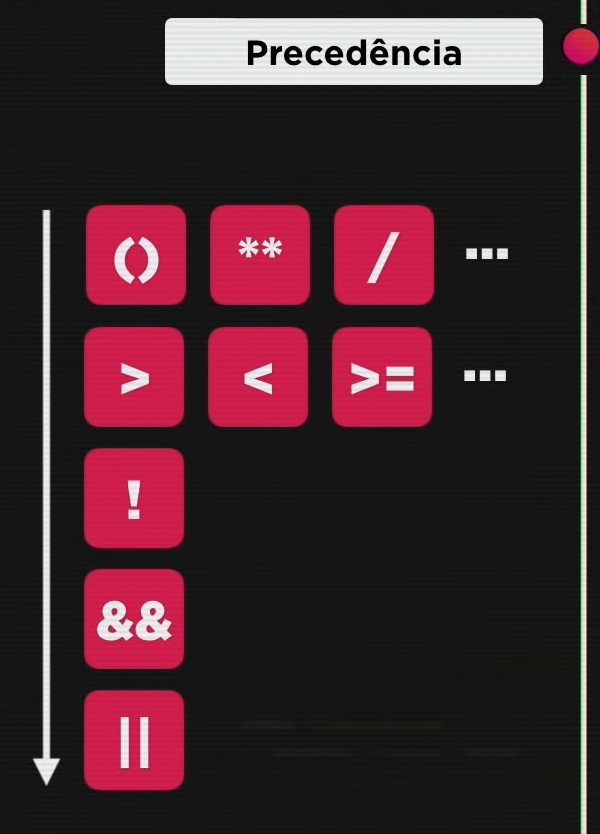 Precedência
() ** / ...
> < >= ...
!
&&
||